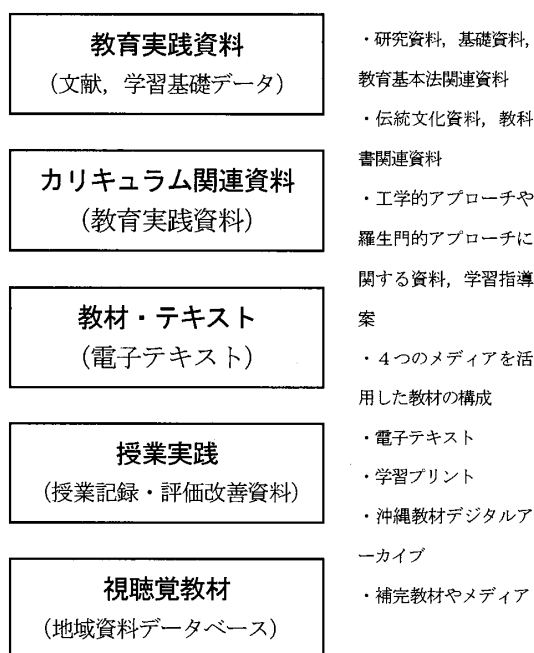 教育実践資料
(文献，学習基礎データ)
カリキュラム関連資料
(教育実践資料)
教材・テキスト
(電子テキスト)
授業実践
(授業記録・評価改善資料)
視聴覚教材
(地域資料データベース)
・研究資料，基礎資料，
教育基本法関連資料
・伝統文化資料，教科
書関連資料
・工学的アプローチや
羅生門的アプローチに
関する資料，学習指導
案
・４つのメディアを活
用した教材の構成
・電子テキスト
・学習プリント
・沖縄教材デジタルア
ーカイブ
・補完教材やメディア